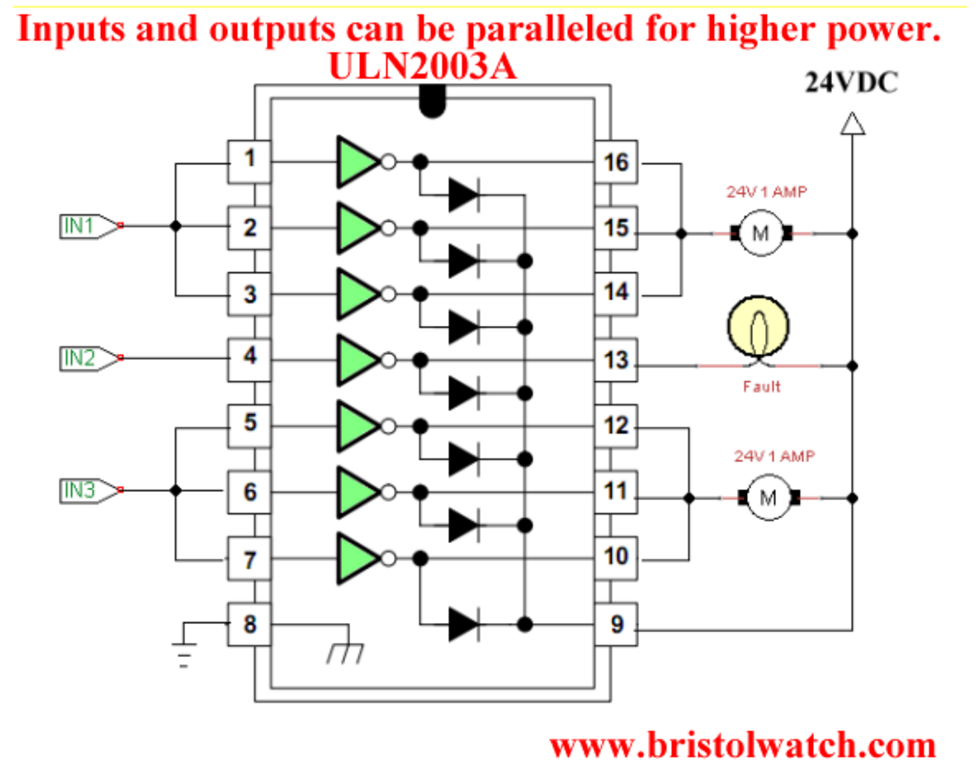 Inputs and outputs can be paralleled for higher power.
ULN2003A
24VDC
1
16
24V 1 AMP
IN1
2
15
M
3
14
IN2
4
13
Fault
5
12
24V 1 AMP
IN3
6
11
M
7
10
8
9
www.bristolwatch.com